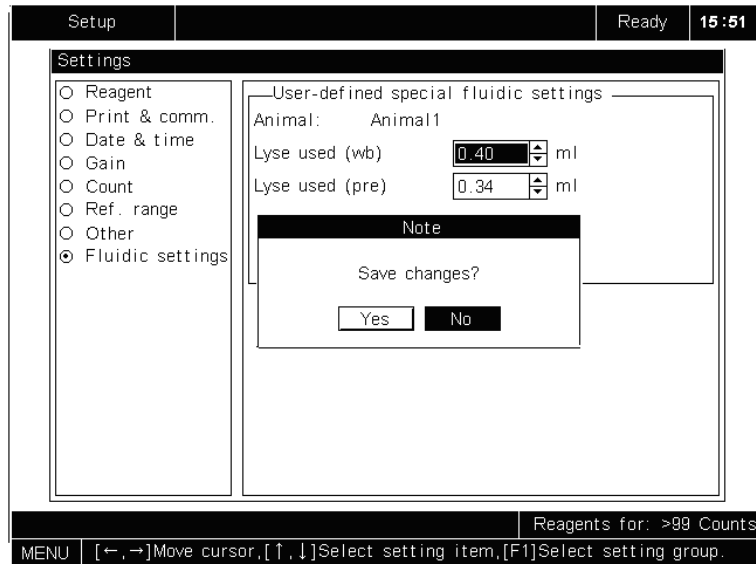 Setup Ready 15:51
Settings
Reagent
Print & comm.
Date & time
Gain
Count
Ref. range
Other
Fluidic settings
User-defined special fluidic settings
Animal: Animal1
Lyse used (wb) 0.40 ml
Lyse used (pre) 0.34 ml
Note
Save changes?
Yes No
Reagents for: >99 Counts
MENU [←,→]Move cursor,[↑,↓]Select setting item,[F1]Select setting group.